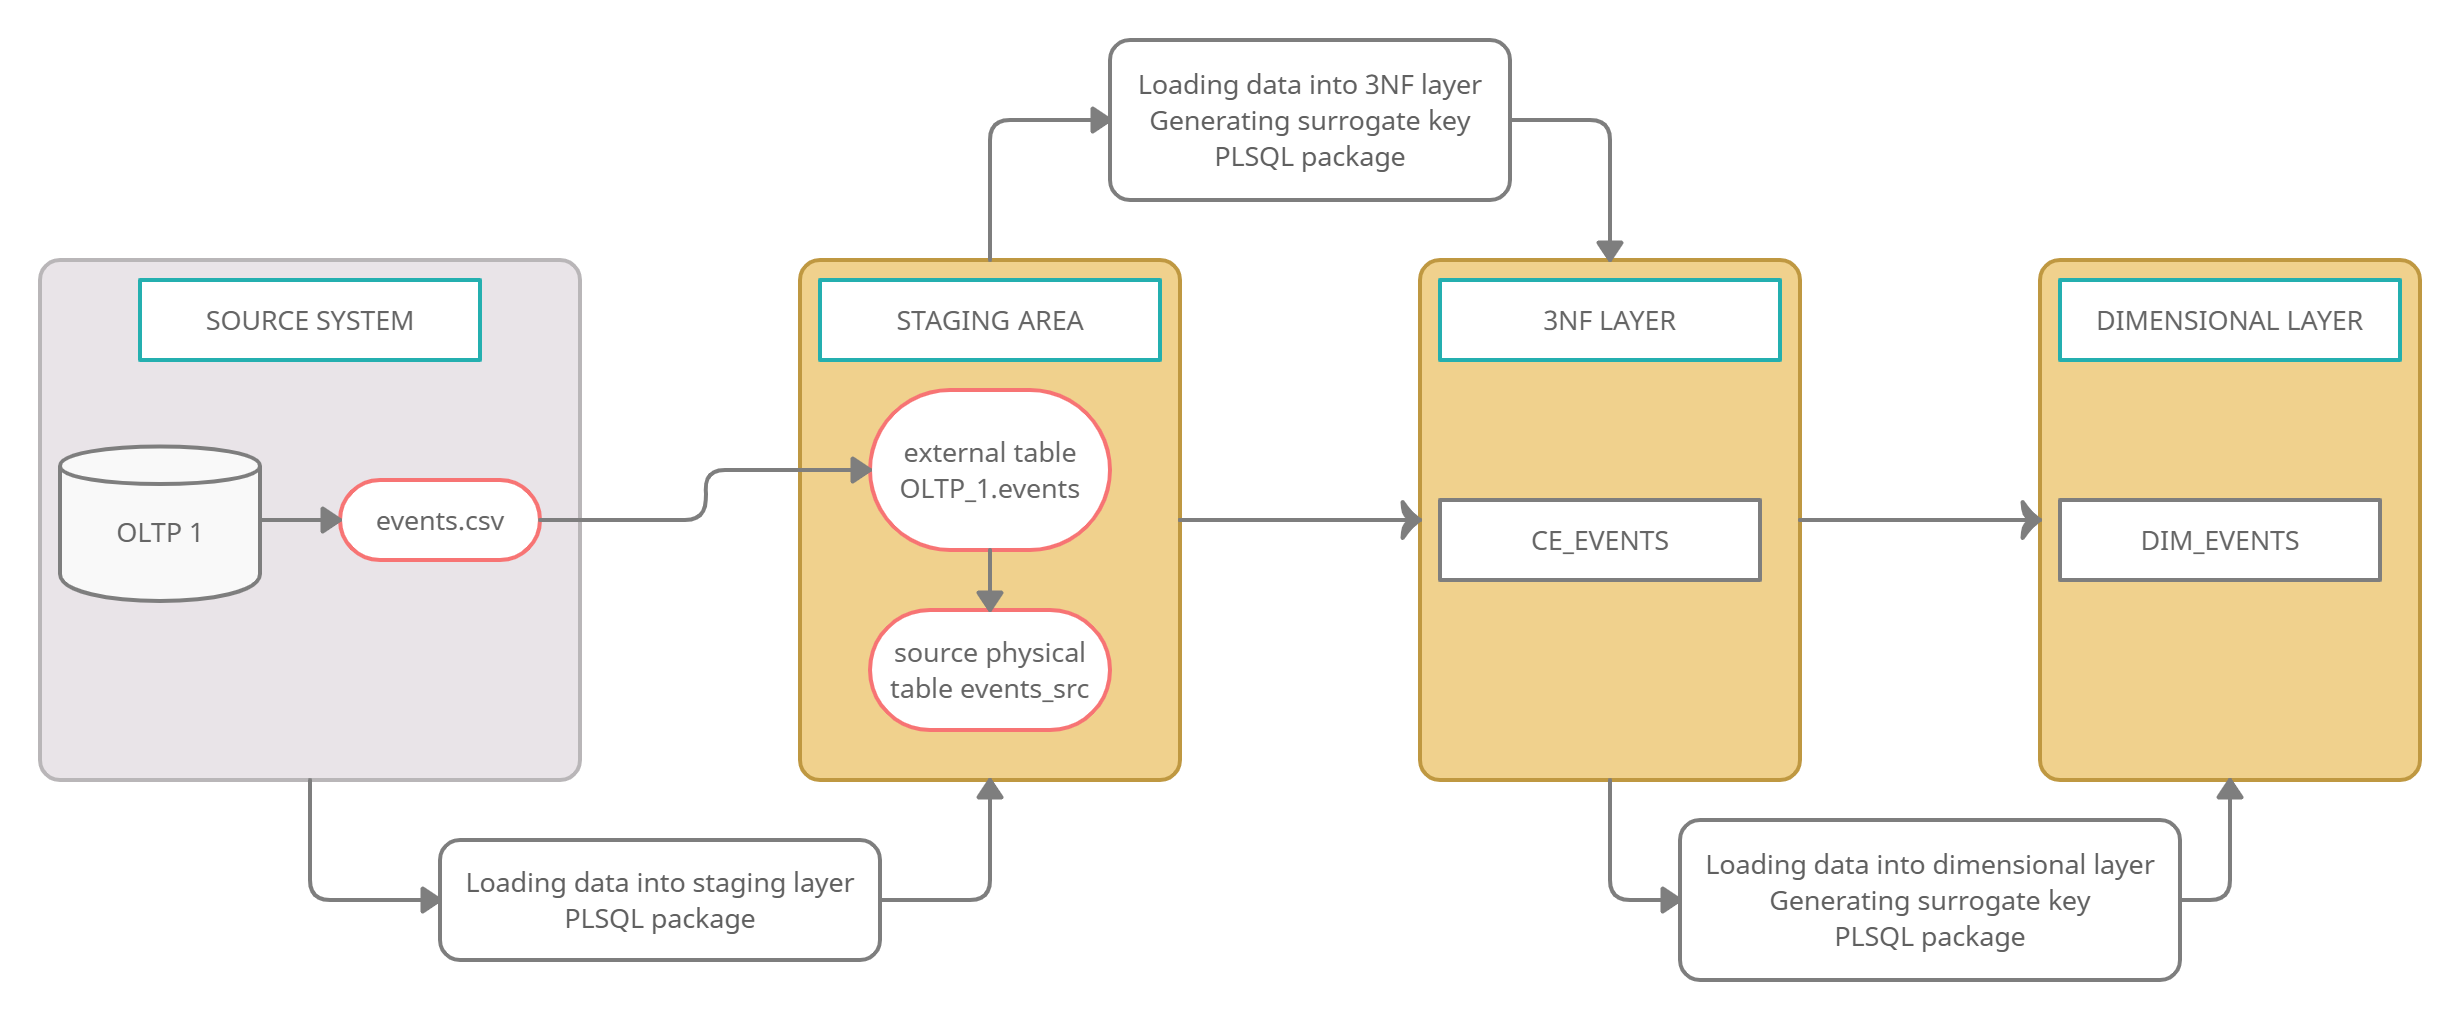 Loading data into 3NF layer
Generating surrogate key
PLSQL package
SOURCE SYSTEM
OLTP 1
events.csv
STAGING AREA
external table
OLTP_1.events
source physical
table events_src
3NF LAYER
CE_EVENTS
DIMENSIONAL LAYER
DIM_EVENTS
Loading data into staging layer
PLSQL package
Loading data into dimensional layer
Generating surrogate key
PLSQL package